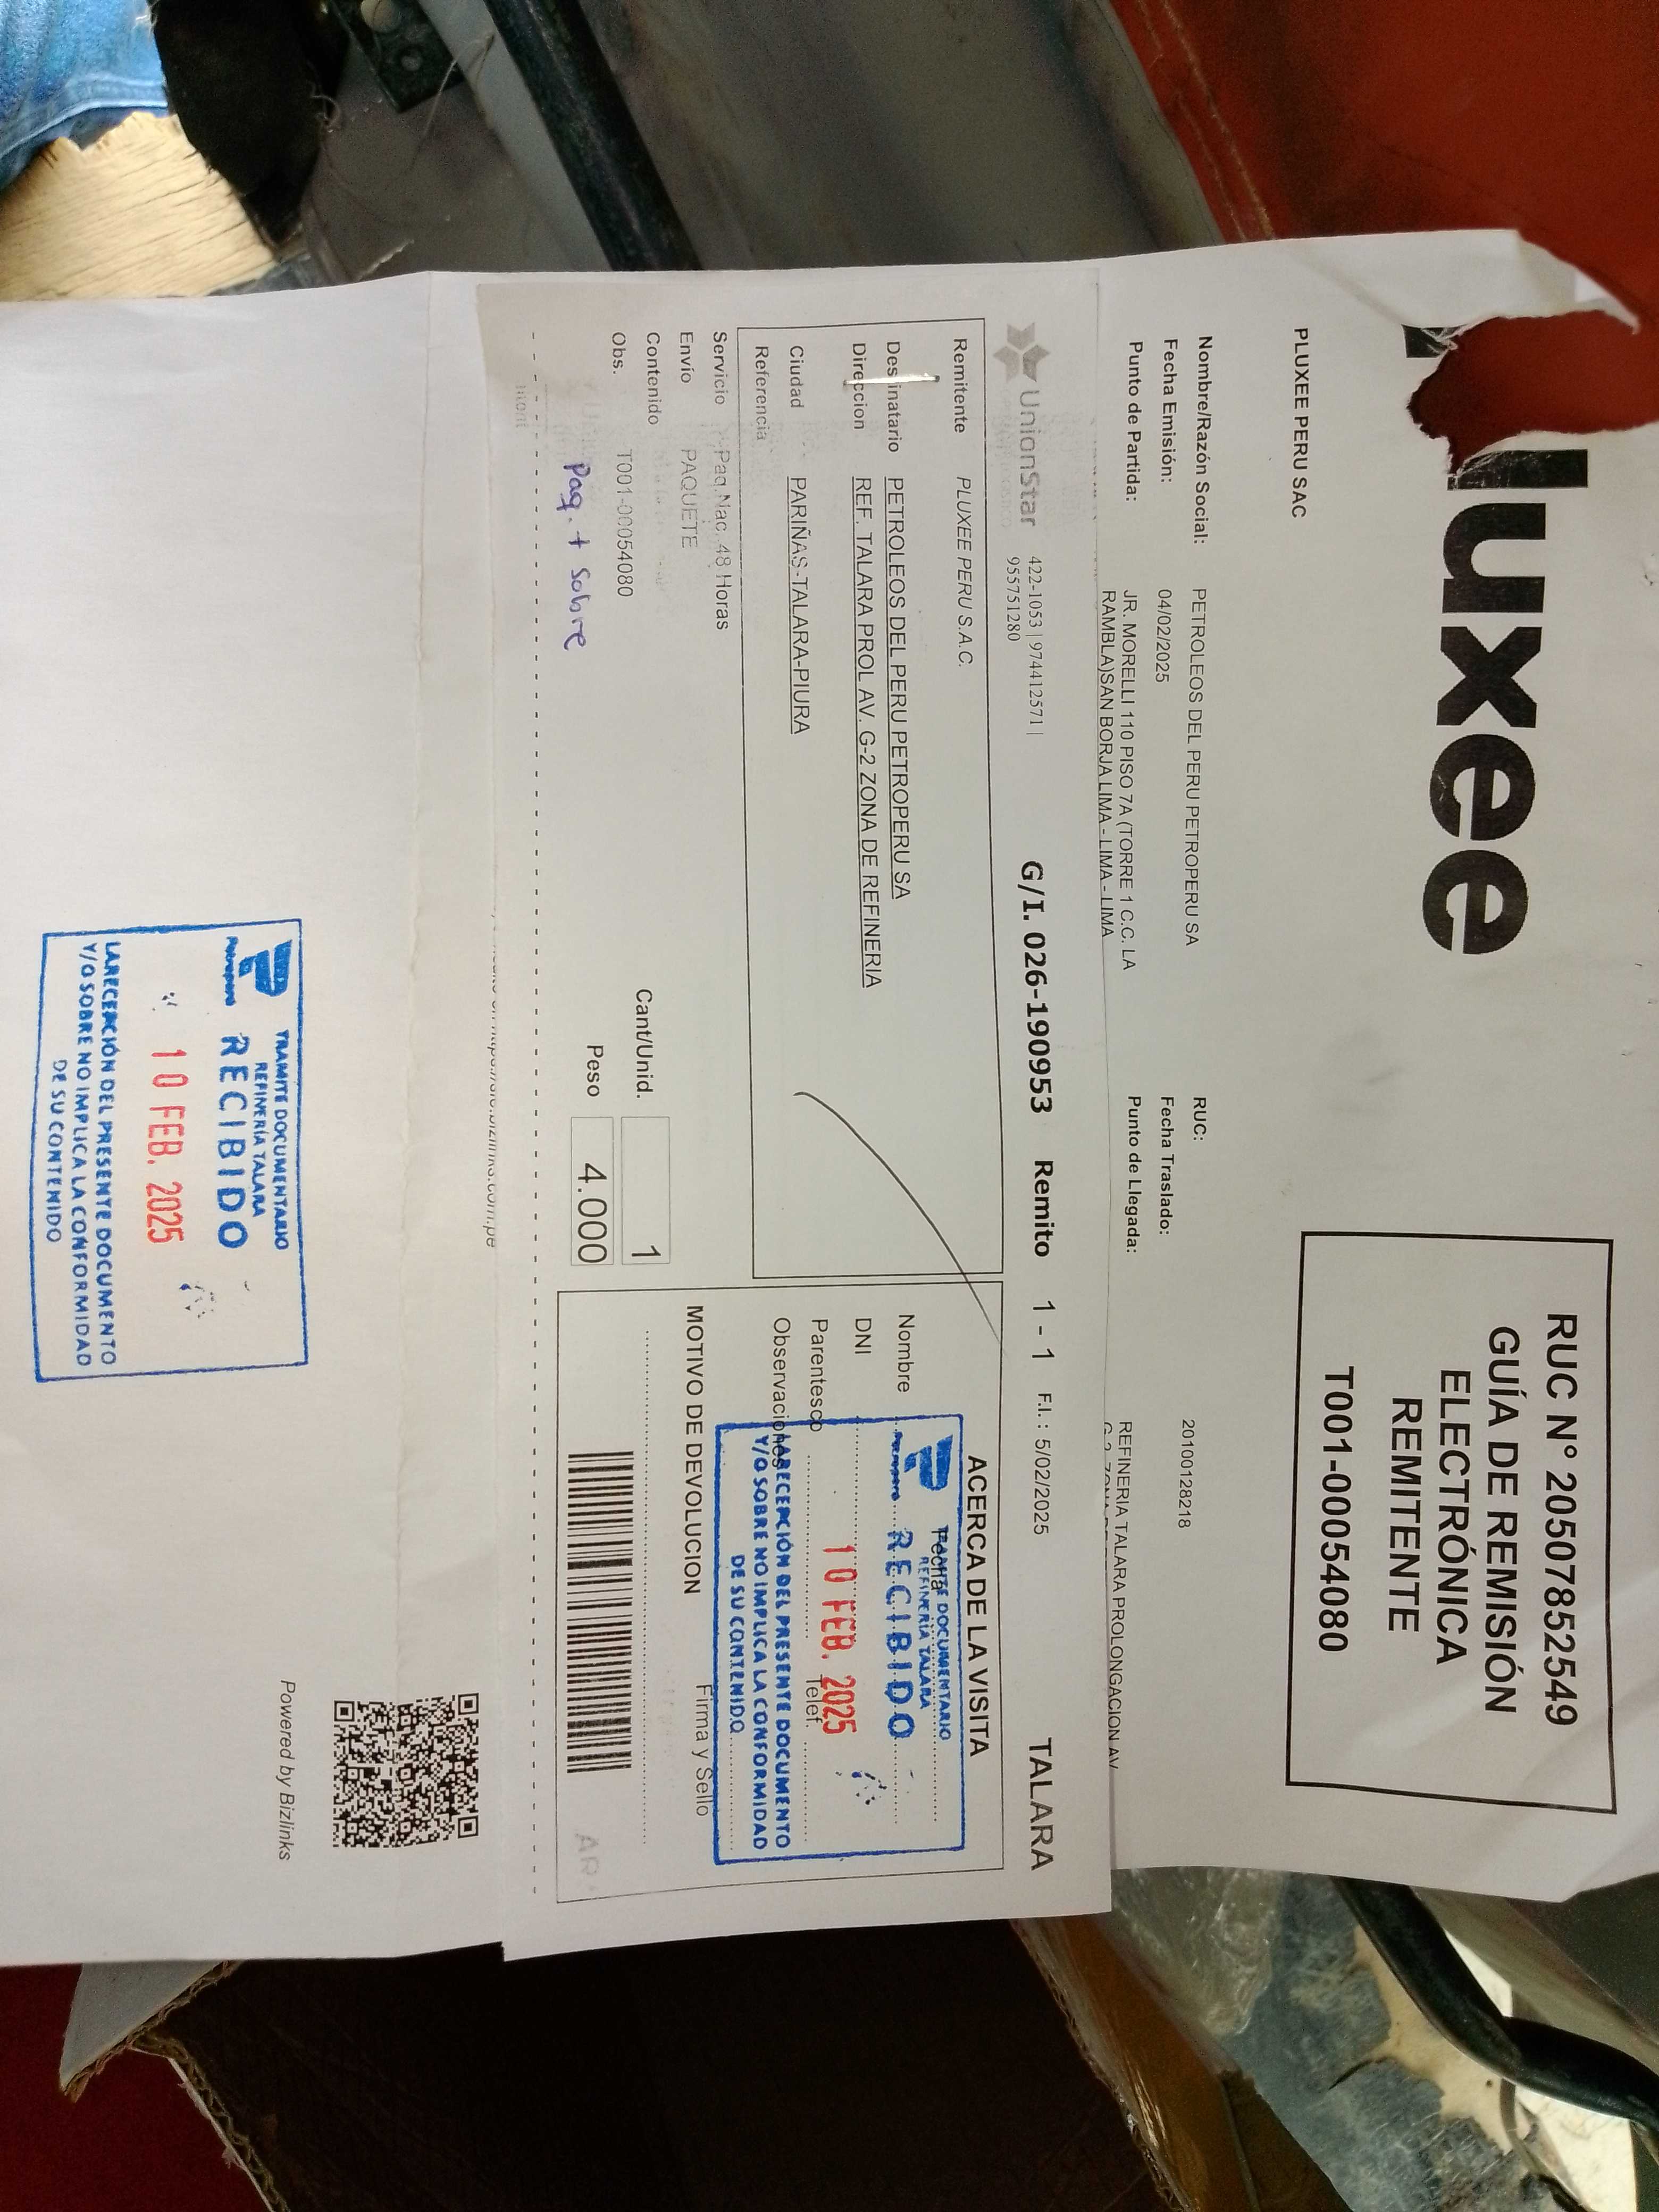 luxee
RUC N° 20507852549
GUÍA DE REMISIÓN
ELECTRÓNICA
REMITENTE
T001-00054080
PLUXEE PERU SAC
Nombre/Razón Social: PETROLEOS DEL PERU PETROPERU SA RUC: 20100128218
Fecha Emisión: 04/02/2025 Fecha Traslado:
Punto de Partida: JR. MORELLI 110 PISO 7A (TORRE 1 C.C. LA Punto de Llegada: REFINERIA TALARA PROLONGACION AV
RAMBLA)SAN BORJA LIMA - LIMA - LIMA
UnionStar 422-1053 | 974412571 | G/I. 026-190953 Remito 1 - 1 F.I.: 5/02/2025 TALARA
955751280
Remitente PLUXEE PERU S.A.C.
Destinatario PETROLEOS DEL PERU PETROPERU SA
Direccion REF. TALARA PROL AV. G-2 ZONA DE REFINERIA
Ciudad PARIÑAS-TALARA-PIURA
Referencia
Servicio Paq.Nac. 48 Horas
Envío PAQUETE
Contenido
Obs. T001-00054080
Paq. + Sobre
Cant/Unid. 1
Peso 4.000
ACERCA DE LA VISITA
Fecha
Nombre
DNI
Parentesco Telef.
Observaciones
MOTIVO DE DEVOLUCION Firma y Sello
TRAMITE DOCUMENTARIO
REFINERÍA TALARA
Petroperú RECIBIDO
10 FEB. 2025
LA RECEPCIÓN DEL PRESENTE DOCUMENTO
Y/O SOBRE NO IMPLICA LA CONFORMIDAD
DE SU CONTENIDO
AR
TRAMITE DOCUMENTARIO
REFINERÍA TALARA
Petroperú RECIBIDO
10 FEB. 2025
LA RECEPCIÓN DEL PRESENTE DOCUMENTO
Y/O SOBRE NO IMPLICA LA CONFORMIDAD
DE SU CONTENIDO
Powered by Bizlinks